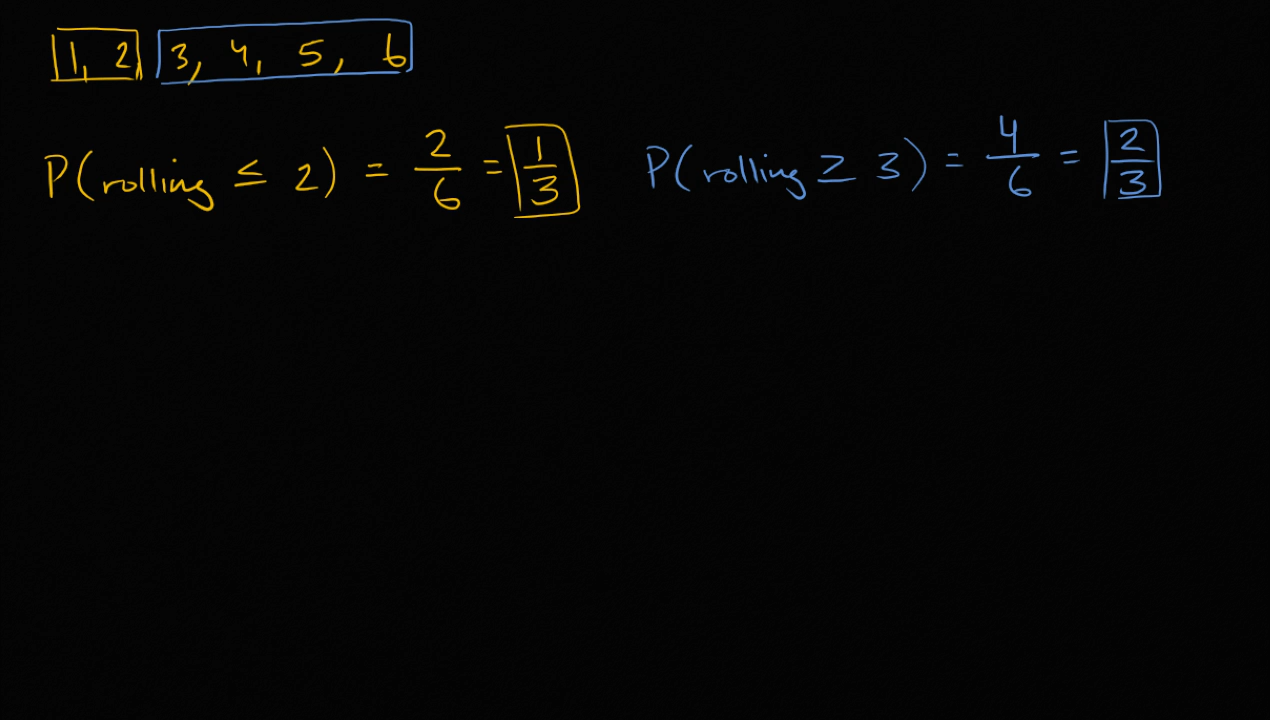 1, 2, 3, 4, 5, 6
P(rolling ≤ 2) = 2/6 = 1/3
P(rolling ≥ 3) = 4/6 = 2/3